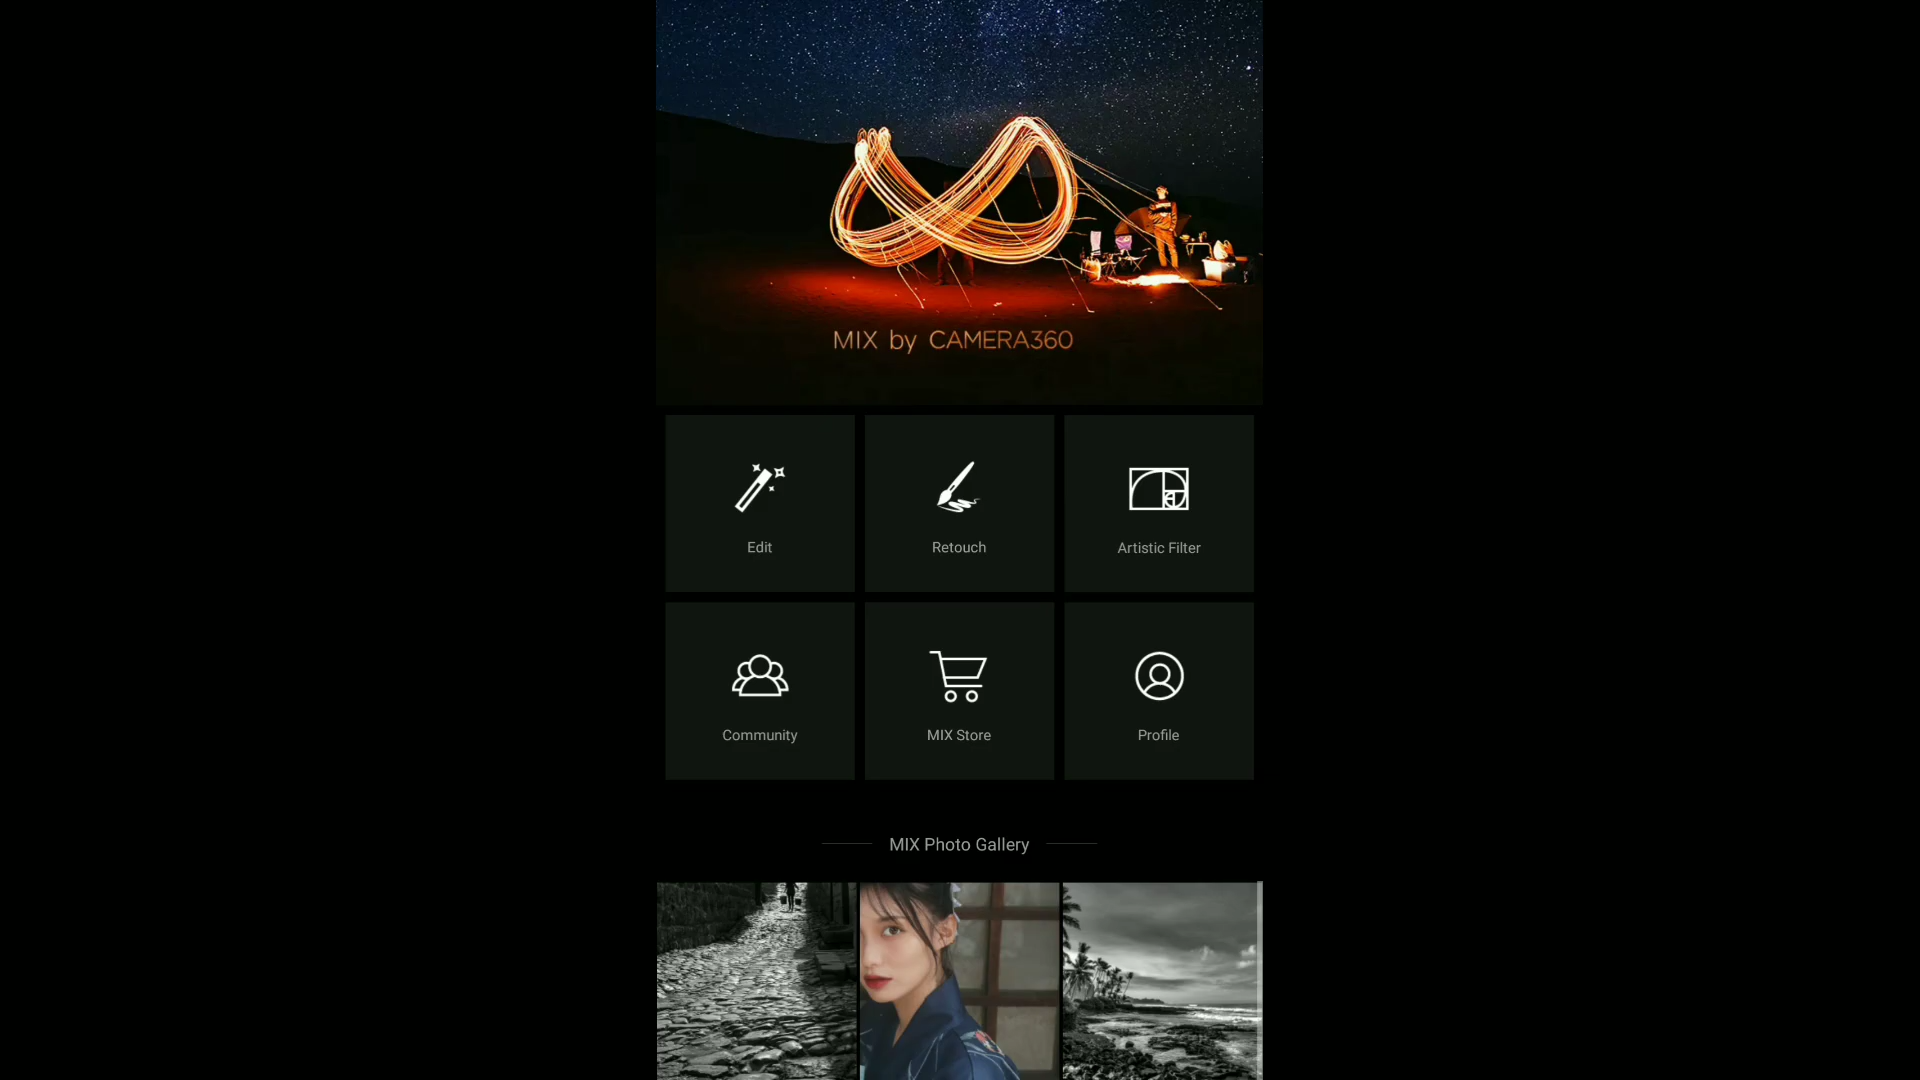 MIX by CAMERA360
Edit
Retouch
Artistic Filter
Community
MIX Store
Profile
MIX Photo Gallery